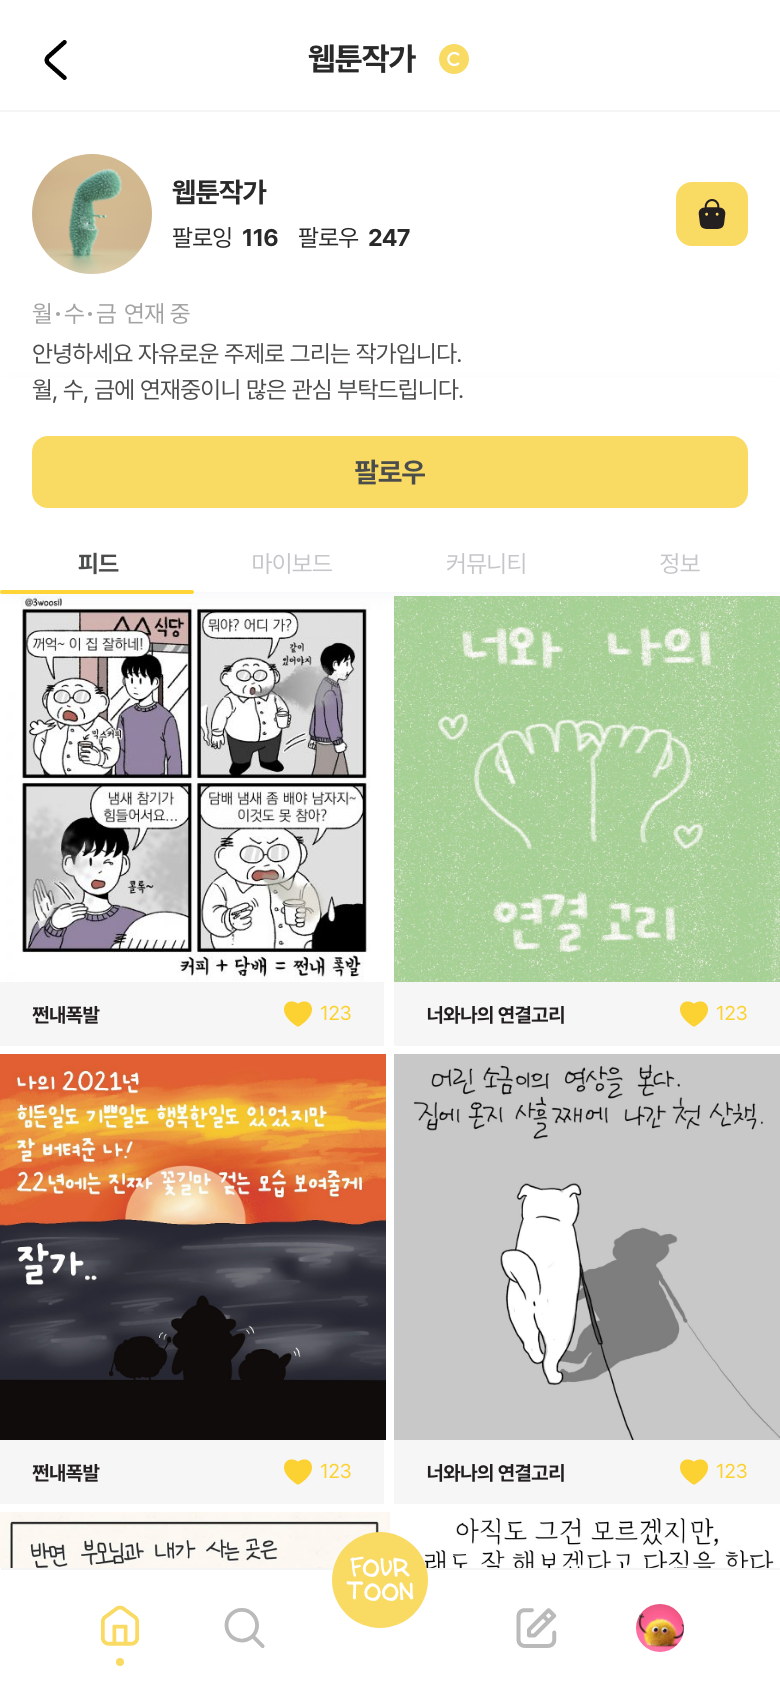 웹툰작가 C
웹툰작가
팔로잉 116 팔로우 247
월·수·금 연재 중
안녕하세요 자유로운 주제로 그리는 작가입니다.
월, 수, 금에 연재중이니 많은 관심 부탁드립니다.
팔로우
피드 마이보드 커뮤니티 정보
@3woosil
식당
꺼억~ 이 집 잘하네!
믹스커피
뭐야? 어디 가?
같이
있어야지
냄새 참기가
힘들어서요...
콜록~
담배 냄새 좀 배야 남자지~
이것도 못 참아?
커피 + 담배 = 쩐내 폭발
너와 나의
연결 고리
쩐내폭발 123
너와나의 연결고리 123
나의 2021년
힘든일도 기쁜일도 행복한일도 있었지만
잘 버텨준 나!
22년에는 진짜 꽃길만 걷는 모습 보여줄게
잘가..
어린 소금이의 영상을 본다.
집에 온지 사흘째에 나간 첫 산책.
쩐내폭발 123
너와나의 연결고리 123
반면 부모님과 내가 사는 곳은
아직도 그건 모르겠지만,
래도 잘 해보겠다고 다짐을 한다
FOUR
TOON